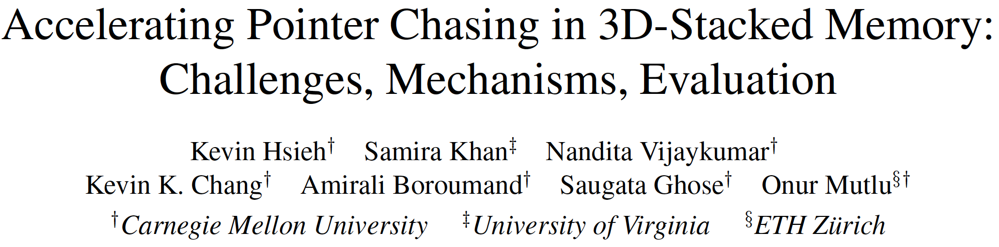 Accelerating Pointer Chasing in 3D-Stacked Memory:
Challenges, Mechanisms, Evaluation
Kevin Hsieh† Samira Khan‡ Nandita Vijaykumar†
Kevin K. Chang† Amirali Boroumand† Saugata Ghose† Onur Mutlu§†
†Carnegie Mellon University ‡University of Virginia §ETH Zürich